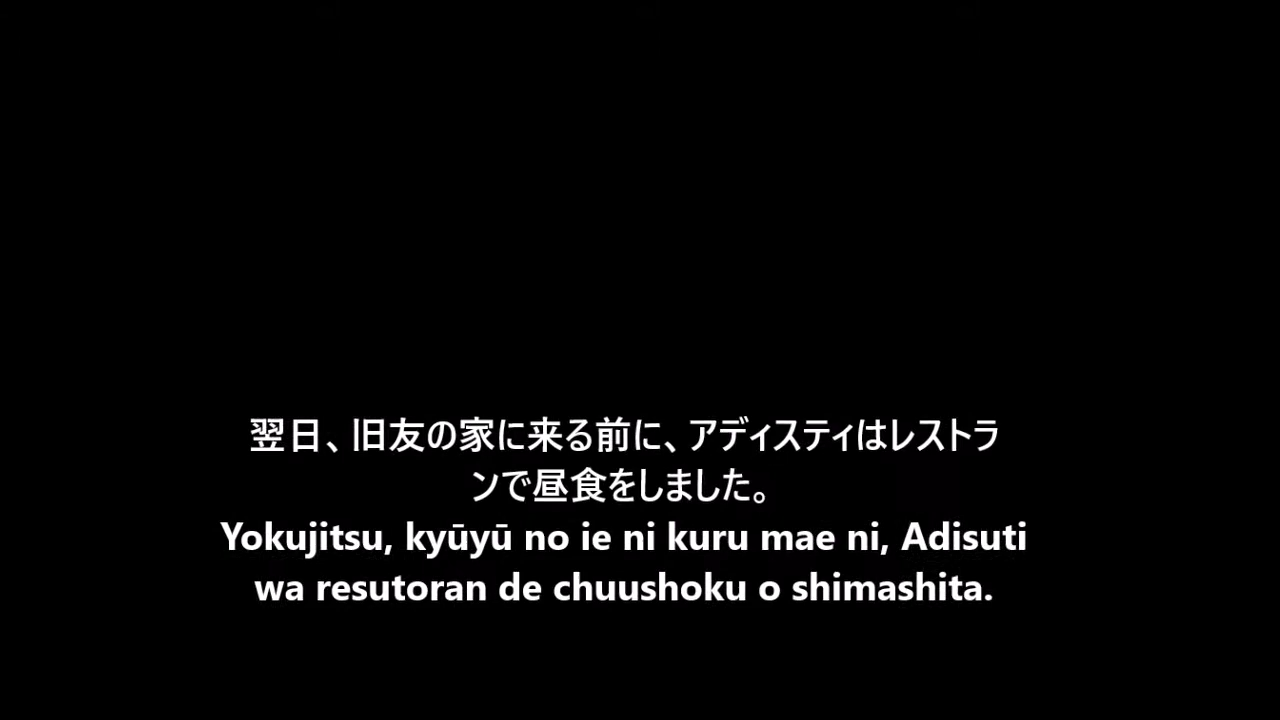 翌日、旧友の家に来る前に、アディスティはレストラ
ンで昼食をしました。
Yokujitsu, kyūyū no ie ni kuru mae ni, Adisuti
wa resutoran de chuushoku o shimashita.